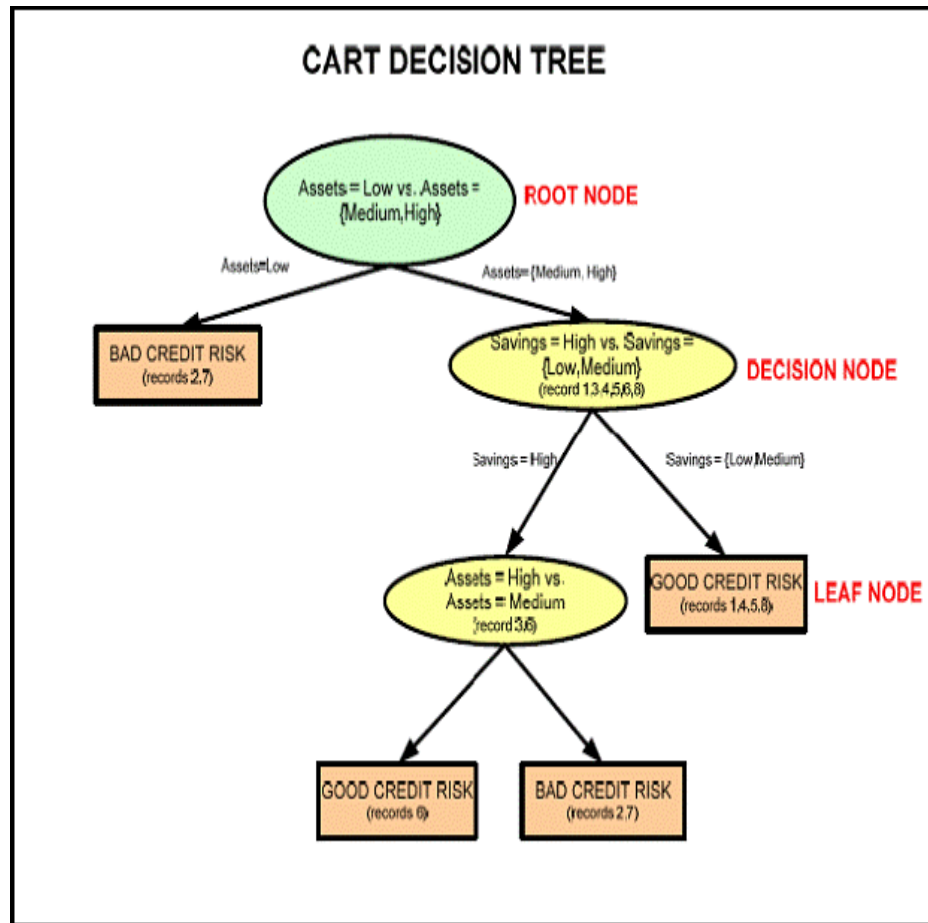 CART DECISION TREE
Assets = Low vs. Assets =
{Medium,High}
ROOT NODE
Assets=Low
Assets={Medium, High}
BAD CREDIT RISK
(records 2,7)
Savings = High vs. Savings =
{Low,Medium}
(record 1,3,4,5,6,8)
DECISION NODE
Savings = High
Savings = {Low,Medium}
Assets = High vs.
Assets = Medium
(record 3,6)
GOOD CREDIT RISK
(records 1,4,5,8)
LEAF NODE
GOOD CREDIT RISK
(records 6)
BAD CREDIT RISK
(records 2,7)